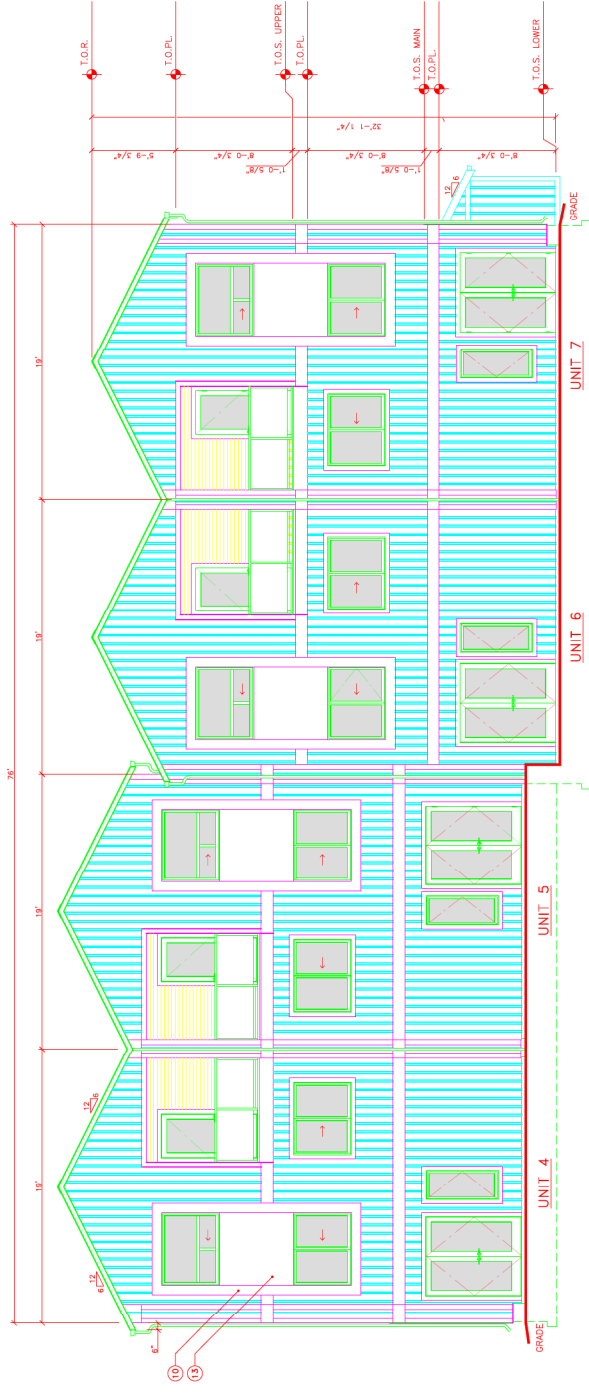 76'
19'
19'
19'
19'
12
6
12
6
6"
10
13
T.O.R.
T.O.PL.
T.O.S. UPPER
T.O.PL.
T.O.S. MAIN
T.O.PL.
T.O.S. LOWER
5'-9 3/4"
8'-0 3/4"
1'-0 5/8"
8'-0 3/4"
1'-0 5/8"
8'-0 3/4"
32'-1 1/4"
12
6
GRADE
UNIT 4
UNIT 5
UNIT 6
UNIT 7
GRADE